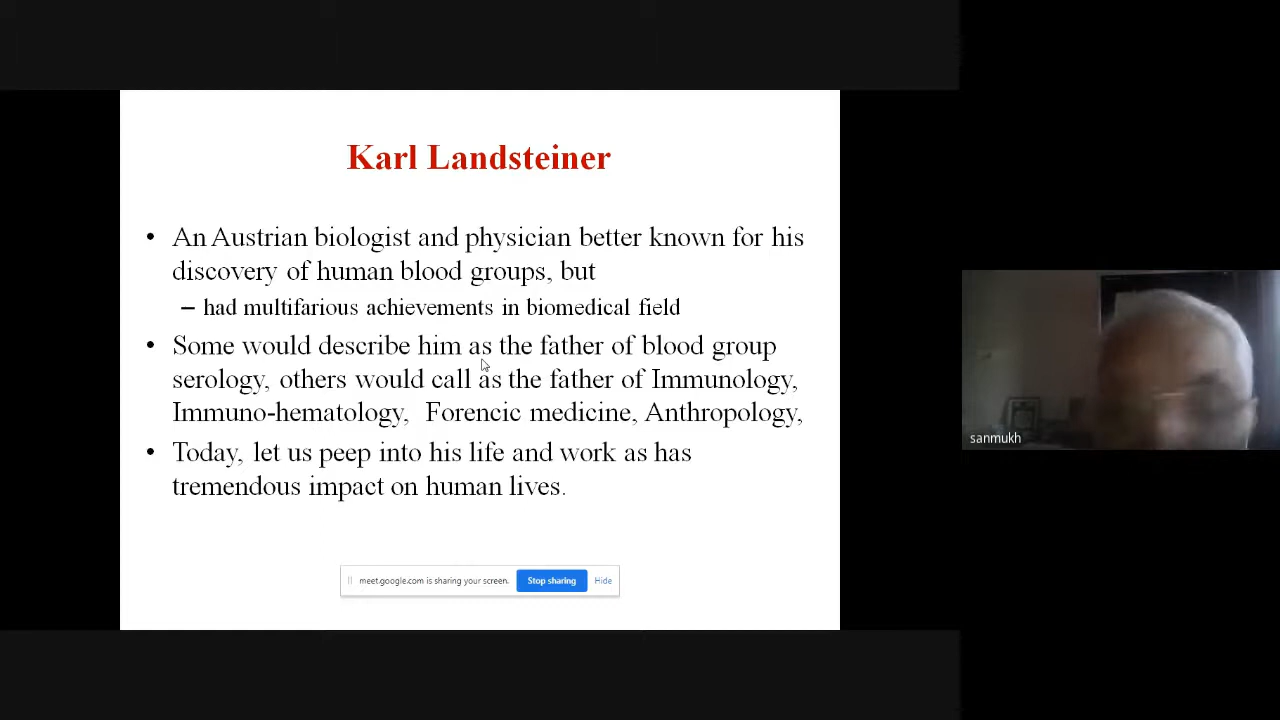 Karl Landsteiner
• An Austrian biologist and physician better known for his
discovery of human blood groups, but
– had multifarious achievements in biomedical field
• Some would describe him as the father of blood group
serology, others would call as the father of Immunology,
Immuno-hematology, Forencic medicine, Anthropology,
• Today, let us peep into his life and work as has
tremendous impact on human lives.
meet.google.com is sharing your screen. Stop sharing Hide
sanmukh